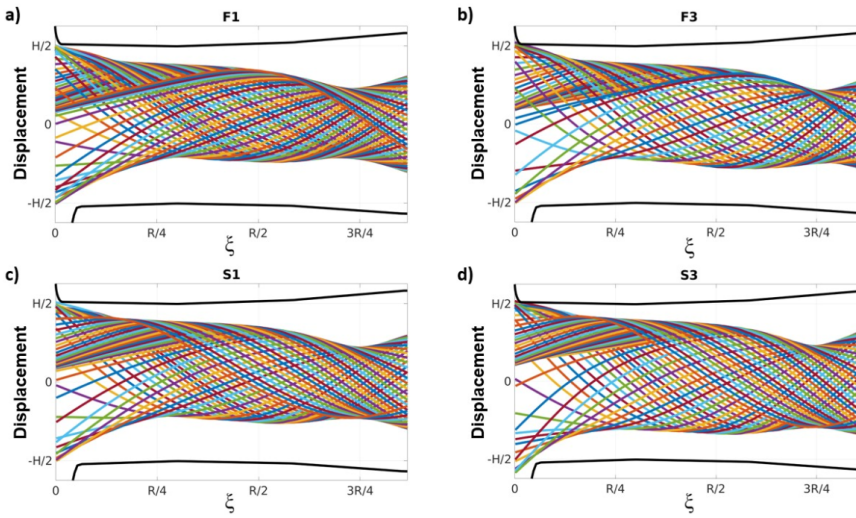 a)
F1
Displacement
H/2
0
-H/2
0
R/4
R/2
3R/4
ξ
b)
F3
Displacement
H/2
0
-H/2
0
R/4
R/2
3R/4
ξ
c)
S1
Displacement
H/2
0
-H/2
0
R/4
R/2
3R/4
ξ
d)
S3
Displacement
H/2
0
-H/2
0
R/4
R/2
3R/4
ξ